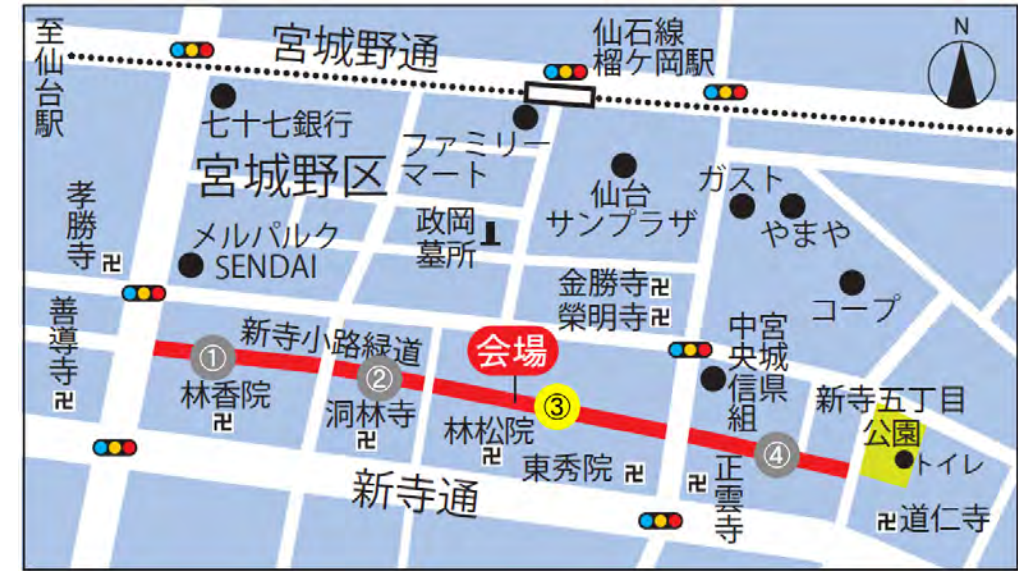 至仙台駅
宮城野通
仙石線
榴ケ岡駅
N
七十七銀行
ファミリー
マート
宮城野区
仙台
サンプラザ
ガスト
やまや
孝勝寺
メルパルク
SENDAI
政岡
墓所
金勝寺
榮明寺
コープ
善導寺
新寺小路緑道
会場
中央信組
宮城県
①
②
③
④
林香院
洞林寺
林松院
東秀院
正雲寺
新寺五丁目
公園
トイレ
道仁寺
新寺通